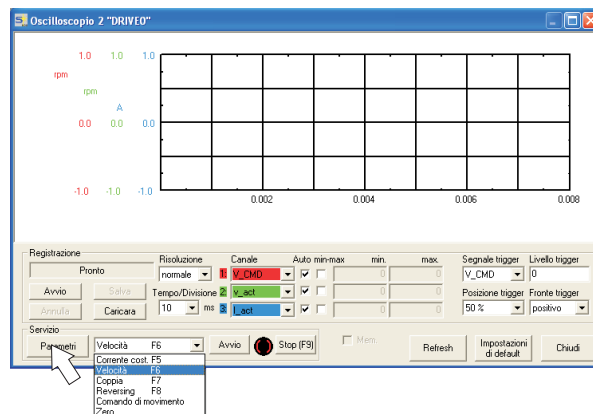 Oscilloscopio 2 "DRIVE0"
1.0 1.0 1.0
rpm
rpm
A
0.0 0.0 0.0
-1.0 -1.0 -1.0
0.002 0.004 0.006 0.008
Registrazione
Pronto
Avvio Salva
Annulla Caricara
Risoluzione Canale Auto min-max min. max. Segnale trigger Livello trigger
normale 1: V_CMD 0 0 V_CMD 0
Tempo/Divisione 2 v_act 0 0 Posizione trigger Fronte trigger
10 ms 3 I_act 0 0 50 % positivo
Servizio
Parametri Velocità F6 Avvio Stop (F9) Mem. Refresh Impostazioni di default Chiudi
Corrente cost. F5
Velocità F6
Coppia F7
Reversing F8
Comando di movimento
Zero